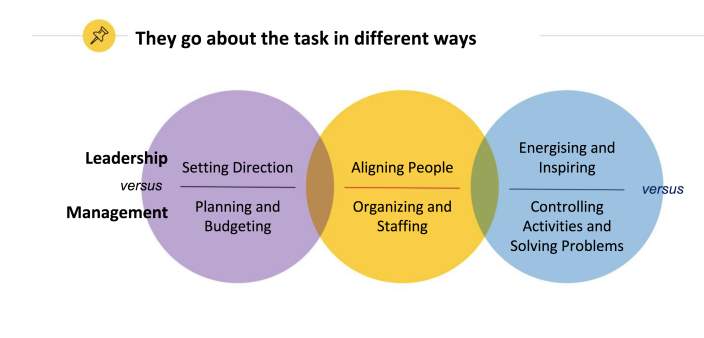 They go about the task in different ways
Leadership
versus
Management
Setting Direction
Planning and
Budgeting
Aligning People
Organizing and
Staffing
Energising and
Inspiring
Controlling
Activities and
Solving Problems
versus